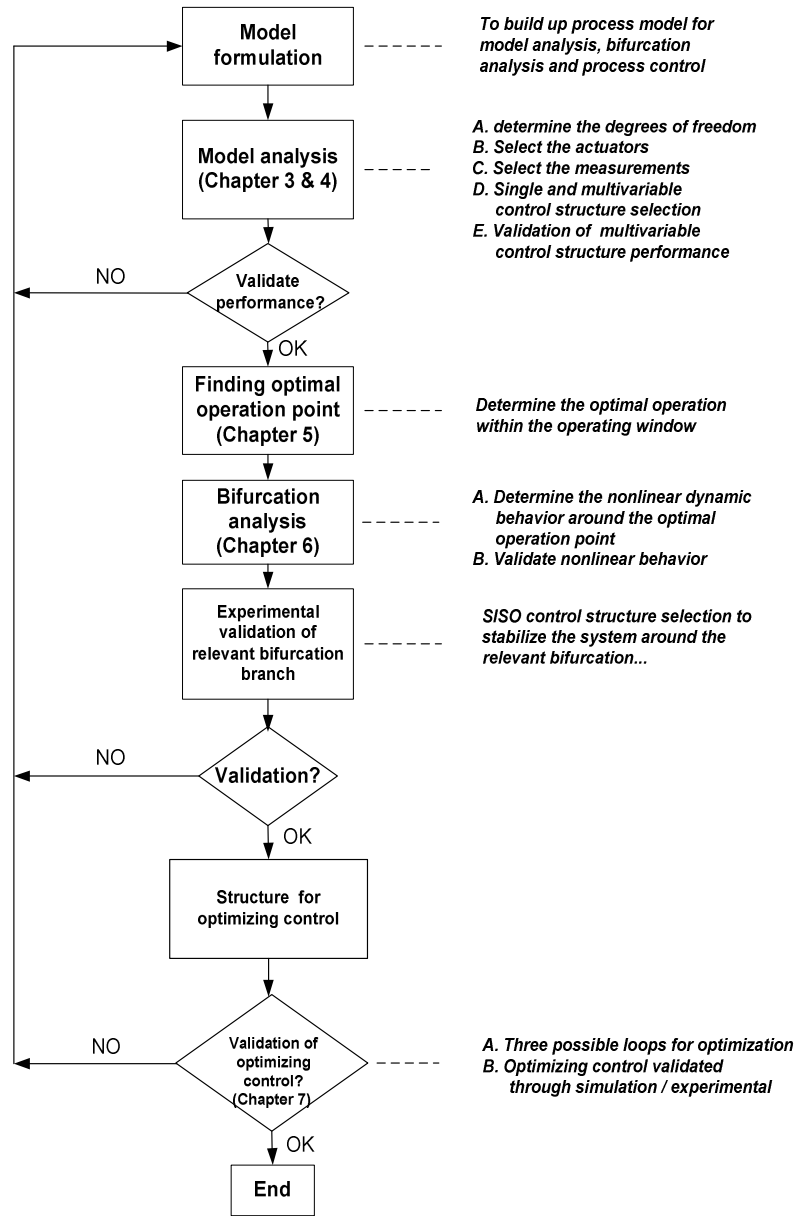 Model
formulation
To build up process model for
model analysis, bifurcation
analysis and process control
Model analysis
(Chapter 3 & 4)
A. determine the degrees of freedom
B. Select the actuators
C. Select the measurements
D. Single and multivariable
control structure selection
E. Validation of multivariable
control structure performance
NO
Validate
performance?
OK
Finding optimal
operation point
(Chapter 5)
Determine the optimal operation
within the operating window
Bifurcation
analysis
(Chapter 6)
A. Determine the nonlinear dynamic
behavior around the optimal
operation point
B. Validate nonlinear behavior
Experimental
validation of
relevant bifurcation
branch
SISO control structure selection to
stabilize the system around the
relevant bifurcation...
NO
Validation?
OK
Structure for
optimizing control
NO
Validation of
optimizing
control?
(Chapter 7)
A. Three possible loops for optimization
B. Optimizing control validated
through simulation / experimental
OK
End